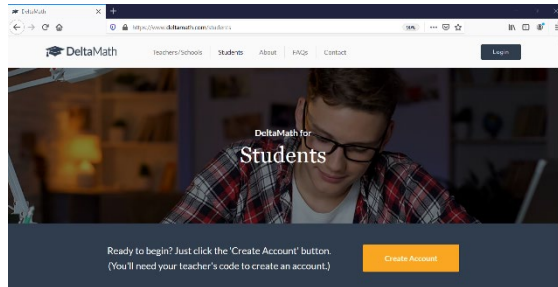 DeltaMath
https://www.deltamath.com/students
DeltaMath
Teachers/Schools Students About FAQs Contact
Login
DeltaMath for
Students
Ready to begin? Just click the 'Create Account' button.
(You'll need your teacher's code to create an account.)
Create Account